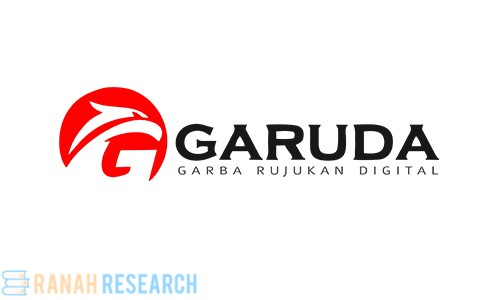 GARUDA
GARBA RUJUKAN DIGITAL
RANAH RESEARCH